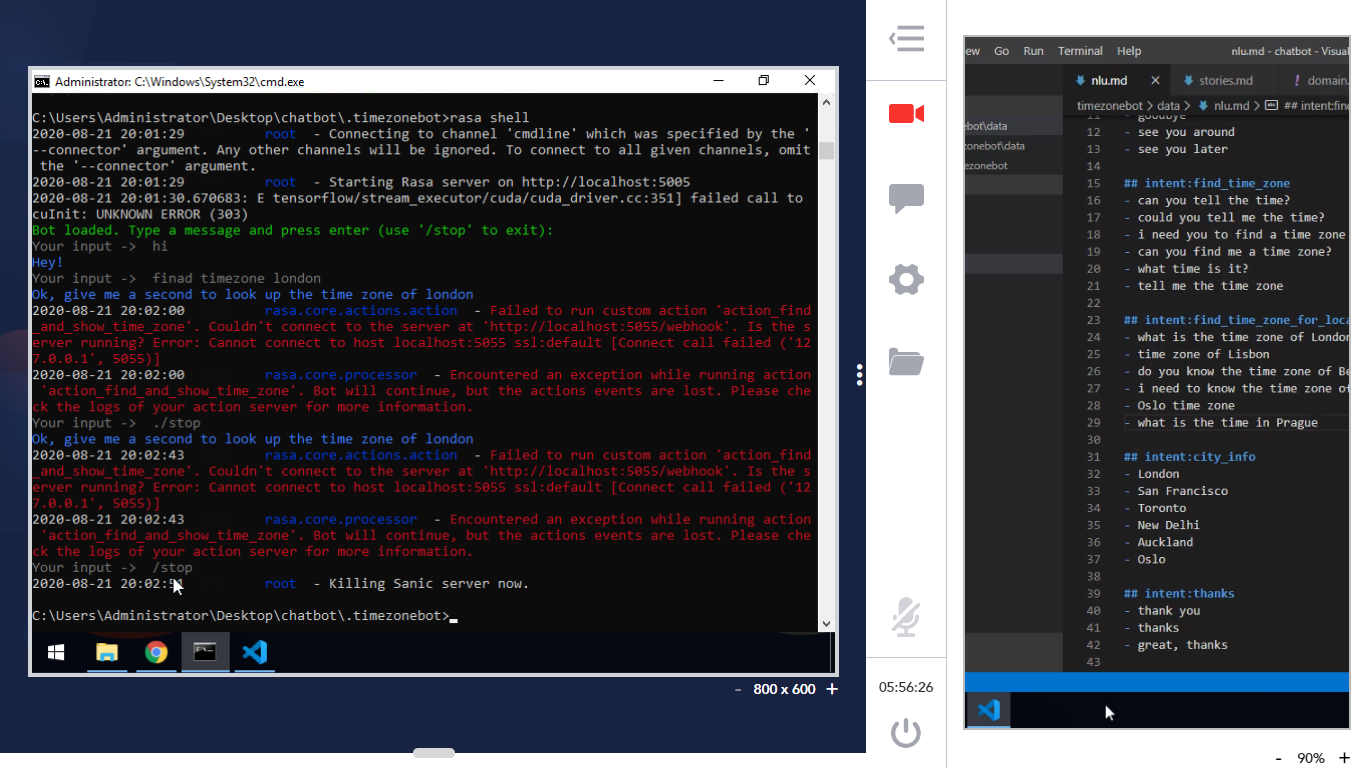 Administrator: C:\Windows\System32\cmd.exe
C:\Users\Administrator\Desktop\chatbot\.timezonebot>rasa shell
2020-08-21 20:01:29 root - Connecting to channel 'cmdline' which was specified by the '
--connector' argument. Any other channels will be ignored. To connect to all given channels, omit
the '--connector' argument.
2020-08-21 20:01:29 root - Starting Rasa server on http://localhost:5005
2020-08-21 20:01:30.670683: E tensorflow/stream_executor/cuda/cuda_driver.cc:351] failed call to
cuInit: UNKNOWN ERROR (303)
Bot loaded. Type a message and press enter (use '/stop' to exit):
Your input -> hi
Hey!
Your input -> finad timezone london
Ok, give me a second to look up the time zone of london
2020-08-21 20:02:00 rasa.core.actions.action - Failed to run custom action 'action_find
_and_show_time_zone'. Couldn't connect to the server at 'http://localhost:5055/webhook'. Is the s
erver running? Error: Cannot connect to host localhost:5055 ssl:default [Connect call failed ('12
7.0.0.1', 5055)]
2020-08-21 20:02:00 rasa.core.processor - Encountered an exception while running action
'action_find_and_show_time_zone'. Bot will continue, but the actions events are lost. Please che
ck the logs of your action server for more information.
Your input -> ./stop
Ok, give me a second to look up the time zone of london
2020-08-21 20:02:43 rasa.core.actions.action - Failed to run custom action 'action_find
_and_show_time_zone'. Couldn't connect to the server at 'http://localhost:5055/webhook'. Is the s
erver running? Error: Cannot connect to host localhost:5055 ssl:default [Connect call failed ('12
7.0.0.1', 5055)]
2020-08-21 20:02:43 rasa.core.processor - Encountered an exception while running action
'action_find_and_show_time_zone'. Bot will continue, but the actions events are lost. Please che
ck the logs of your action server for more information.
Your input -> /stop
2020-08-21 root - Killing Sanic server now.
C:\Users\Administrator\Desktop\chatbot\.timezonebot>
- 800 x 600 +
05:56:26
ew Go Run Terminal Help nlu.md - chatbot - Visual
nlu.md stories.md domain.
timezonebot > data > nlu.md > ## intent:find
ebot\data
zonebot\data
ezonebot
11 - goodbye
12 - see you around
13 - see you later
14
15 ## intent:find_time_zone
16 - can you tell the time?
17 - could you tell me the time?
18 - i need you to find a time zone
19 - can you find me a time zone?
20 - what time is it?
21 - tell me the time zone
22
23 ## intent:find_time_zone_for_loca
24 - what is the time zone of London
25 - time zone of Lisbon
26 - do you know the time zone of Be
27 - i need to know the time zone of
28 - Oslo time zone
29 - what is the time in Prague
30
31 ## intent:city_info
32 - London
33 - San Francisco
34 - Toronto
35 - New Delhi
36 - Auckland
37 - Oslo
38
39 ## intent:thanks
40 - thank you
41 - thanks
42 - great, thanks
43
- 90% +